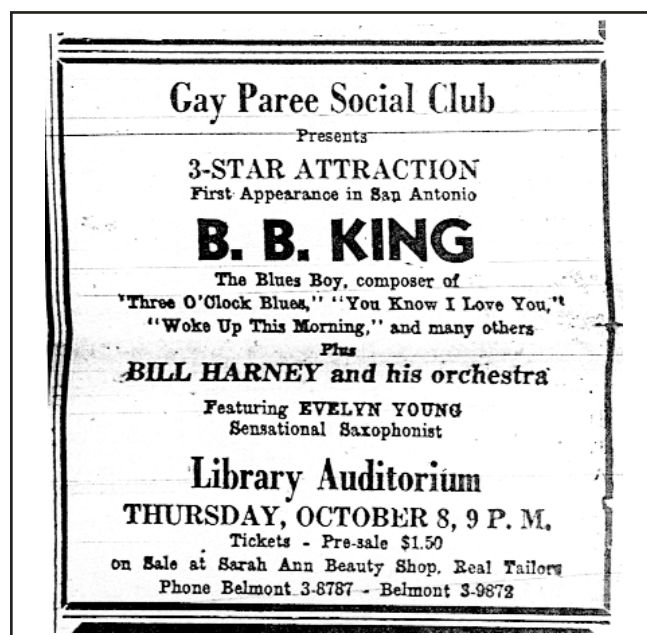 Gay Paree Social Club
Presents
3-STAR ATTRACTION
First Appearance in San Antonio
B. B. KING
The Blues Boy, composer of
"Three O'Clock Blues," "You Know I Love You,"
"Woke Up This Morning," and many others
Plus
BILL HARNEY and his orchestra
Featuring EVELYN YOUNG
Sensational Saxophonist
Library Auditorium
THURSDAY, OCTOBER 8, 9 P. M.
Tickets - Pre-sale $1.50
on Sale at Sarah Ann Beauty Shop, Real Tailors
Phone Belmont 3-8787 - Belmont 3-9872